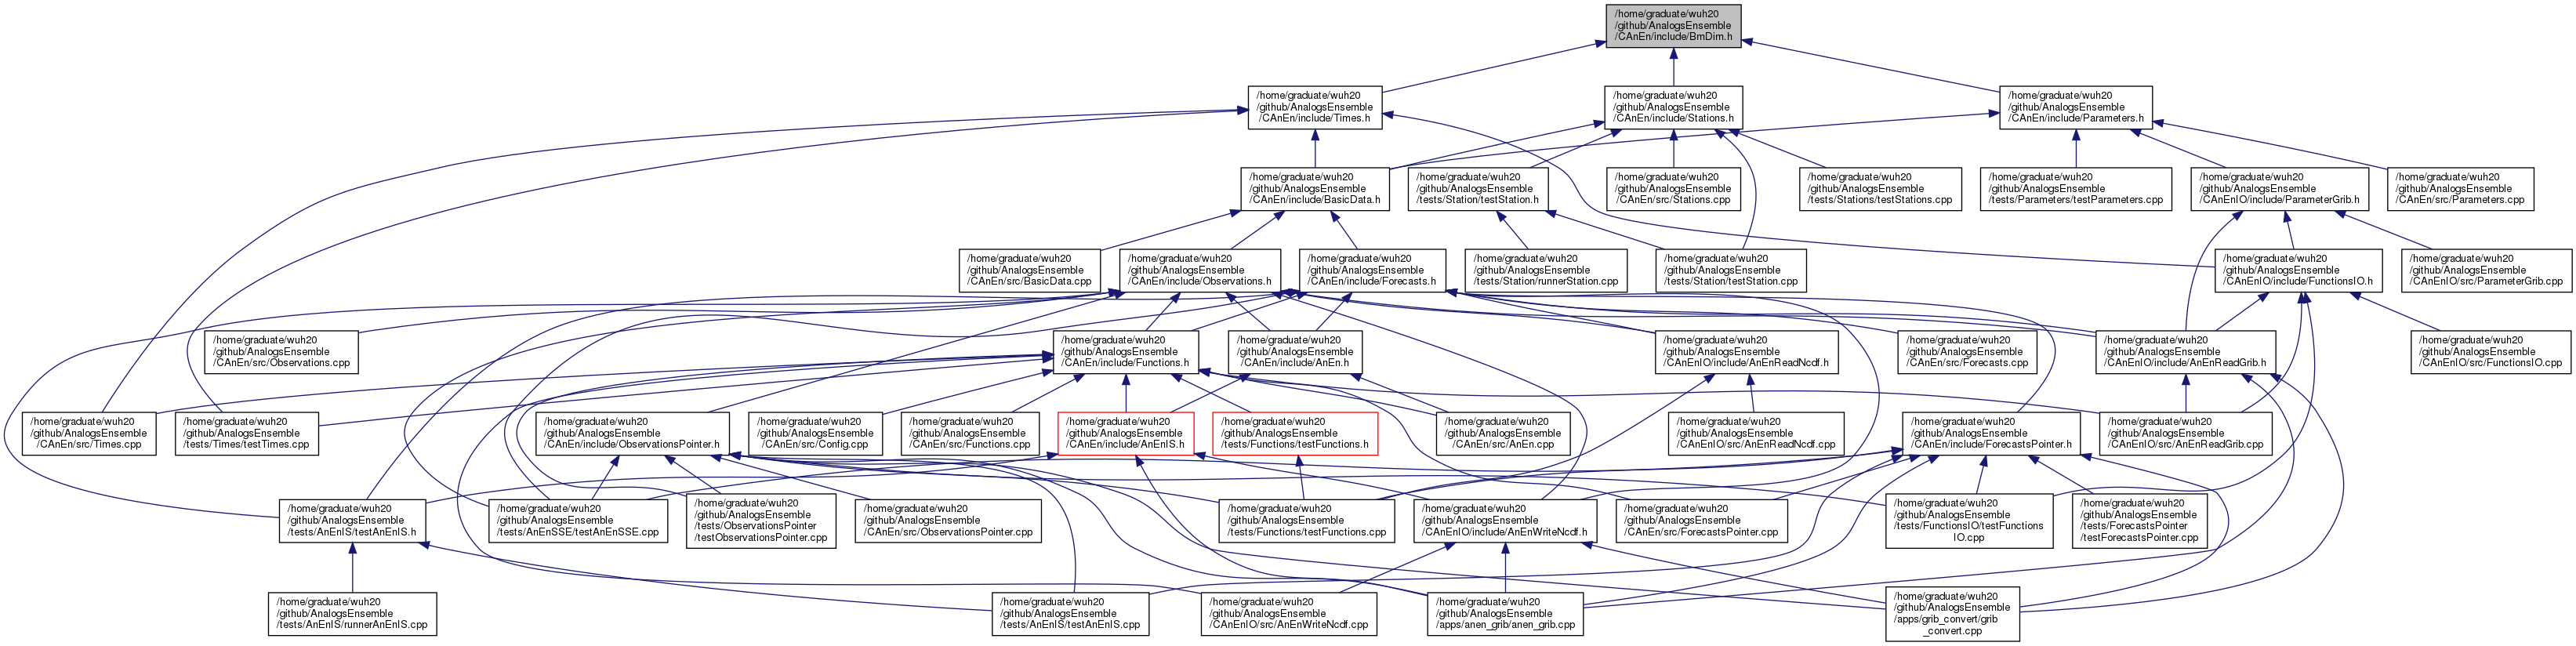 /home/graduate/wuh20
/github/AnalogsEnsemble
/CAnEn/include/BmDim.h
/home/graduate/wuh20
/github/AnalogsEnsemble
/CAnEn/include/Times.h
/home/graduate/wuh20
/github/AnalogsEnsemble
/CAnEn/include/Stations.h
/home/graduate/wuh20
/github/AnalogsEnsemble
/CAnEn/include/Parameters.h
/home/graduate/wuh20
/github/AnalogsEnsemble
/CAnEn/include/BasicData.h
/home/graduate/wuh20
/github/AnalogsEnsemble
/tests/Station/testStation.h
/home/graduate/wuh20
/github/AnalogsEnsemble
/CAnEn/src/Stations.cpp
/home/graduate/wuh20
/github/AnalogsEnsemble
/tests/Stations/testStations.cpp
/home/graduate/wuh20
/github/AnalogsEnsemble
/tests/Parameters/testParameters.cpp
/home/graduate/wuh20
/github/AnalogsEnsemble
/CAnEnIO/include/ParameterGrib.h
/home/graduate/wuh20
/github/AnalogsEnsemble
/CAnEn/src/Parameters.cpp
/home/graduate/wuh20
/github/AnalogsEnsemble
/CAnEn/src/BasicData.cpp
/home/graduate/wuh20
/github/AnalogsEnsemble
/CAnEn/include/Observations.h
/home/graduate/wuh20
/github/AnalogsEnsemble
/CAnEn/include/Forecasts.h
/home/graduate/wuh20
/github/AnalogsEnsemble
/tests/Station/runnerStation.cpp
/home/graduate/wuh20
/github/AnalogsEnsemble
/tests/Station/testStation.cpp
/home/graduate/wuh20
/github/AnalogsEnsemble
/CAnEnIO/include/FunctionsIO.h
/home/graduate/wuh20
/github/AnalogsEnsemble
/CAnEnIO/src/ParameterGrib.cpp
/home/graduate/wuh20
/github/AnalogsEnsemble
/CAnEn/src/Observations.cpp
/home/graduate/wuh20
/github/AnalogsEnsemble
/CAnEn/include/Functions.h
/home/graduate/wuh20
/github/AnalogsEnsemble
/CAnEn/include/AnEn.h
/home/graduate/wuh20
/github/AnalogsEnsemble
/CAnEnIO/include/AnEnReadNcdf.h
/home/graduate/wuh20
/github/AnalogsEnsemble
/CAnEn/src/Forecasts.cpp
/home/graduate/wuh20
/github/AnalogsEnsemble
/CAnEnIO/include/AnEnReadGrib.h
/home/graduate/wuh20
/github/AnalogsEnsemble
/CAnEnIO/src/FunctionsIO.cpp
/home/graduate/wuh20
/github/AnalogsEnsemble
/CAnEn/src/Times.cpp
/home/graduate/wuh20
/github/AnalogsEnsemble
/tests/Times/testTimes.cpp
/home/graduate/wuh20
/github/AnalogsEnsemble
/CAnEn/include/ObservationsPointer.h
/home/graduate/wuh20
/github/AnalogsEnsemble
/CAnEn/src/Config.cpp
/home/graduate/wuh20
/github/AnalogsEnsemble
/CAnEn/src/Functions.cpp
/home/graduate/wuh20
/github/AnalogsEnsemble
/CAnEn/include/AnEnIS.h
/home/graduate/wuh20
/github/AnalogsEnsemble
/tests/Functions/testFunctions.h
/home/graduate/wuh20
/github/AnalogsEnsemble
/CAnEn/src/AnEn.cpp
/home/graduate/wuh20
/github/AnalogsEnsemble
/CAnEnIO/src/AnEnReadNcdf.cpp
/home/graduate/wuh20
/github/AnalogsEnsemble
/CAnEn/include/ForecastsPointer.h
/home/graduate/wuh20
/github/AnalogsEnsemble
/CAnEnIO/src/AnEnReadGrib.cpp
/home/graduate/wuh20
/github/AnalogsEnsemble
/tests/AnEnIS/testAnEnIS.h
/home/graduate/wuh20
/github/AnalogsEnsemble
/tests/AnEnSSE/testAnEnSSE.cpp
/home/graduate/wuh20
/github/AnalogsEnsemble
/tests/ObservationsPointer
/testObservationsPointer.cpp
/home/graduate/wuh20
/github/AnalogsEnsemble
/CAnEn/src/ObservationsPointer.cpp
/home/graduate/wuh20
/github/AnalogsEnsemble
/tests/Functions/testFunctions.cpp
/home/graduate/wuh20
/github/AnalogsEnsemble
/CAnEnIO/include/AnEnWriteNcdf.h
/home/graduate/wuh20
/github/AnalogsEnsemble
/CAnEn/src/ForecastsPointer.cpp
/home/graduate/wuh20
/github/AnalogsEnsemble
/tests/FunctionsIO/testFunctions
IO.cpp
/home/graduate/wuh20
/github/AnalogsEnsemble
/tests/ForecastsPointer
/testForecastsPointer.cpp
/home/graduate/wuh20
/github/AnalogsEnsemble
/tests/AnEnIS/runnerAnEnIS.cpp
/home/graduate/wuh20
/github/AnalogsEnsemble
/tests/AnEnIS/testAnEnIS.cpp
/home/graduate/wuh20
/github/AnalogsEnsemble
/CAnEnIO/src/AnEnWriteNcdf.cpp
/home/graduate/wuh20
/github/AnalogsEnsemble
/apps/anen_grib/anen_grib.cpp
/home/graduate/wuh20
/github/AnalogsEnsemble
/apps/grib_convert/grib
_convert.cpp